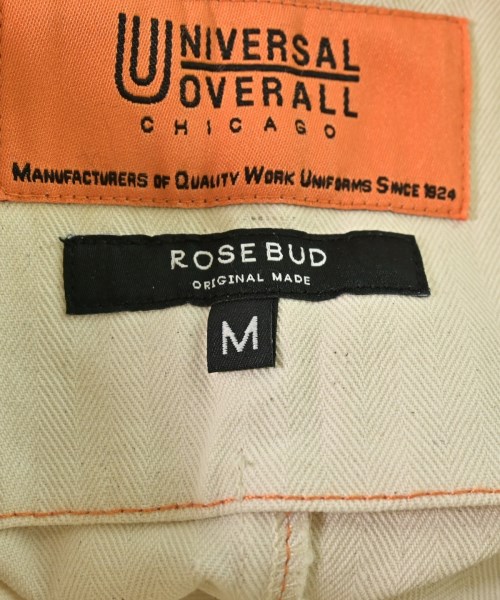 UNIVERSAL
OVERALL
CHICAGO
MANUFACTURERS OF QUALITY WORK UNIFORMS SINCE 1924
ROSE BUD
ORIGINAL MADE
M